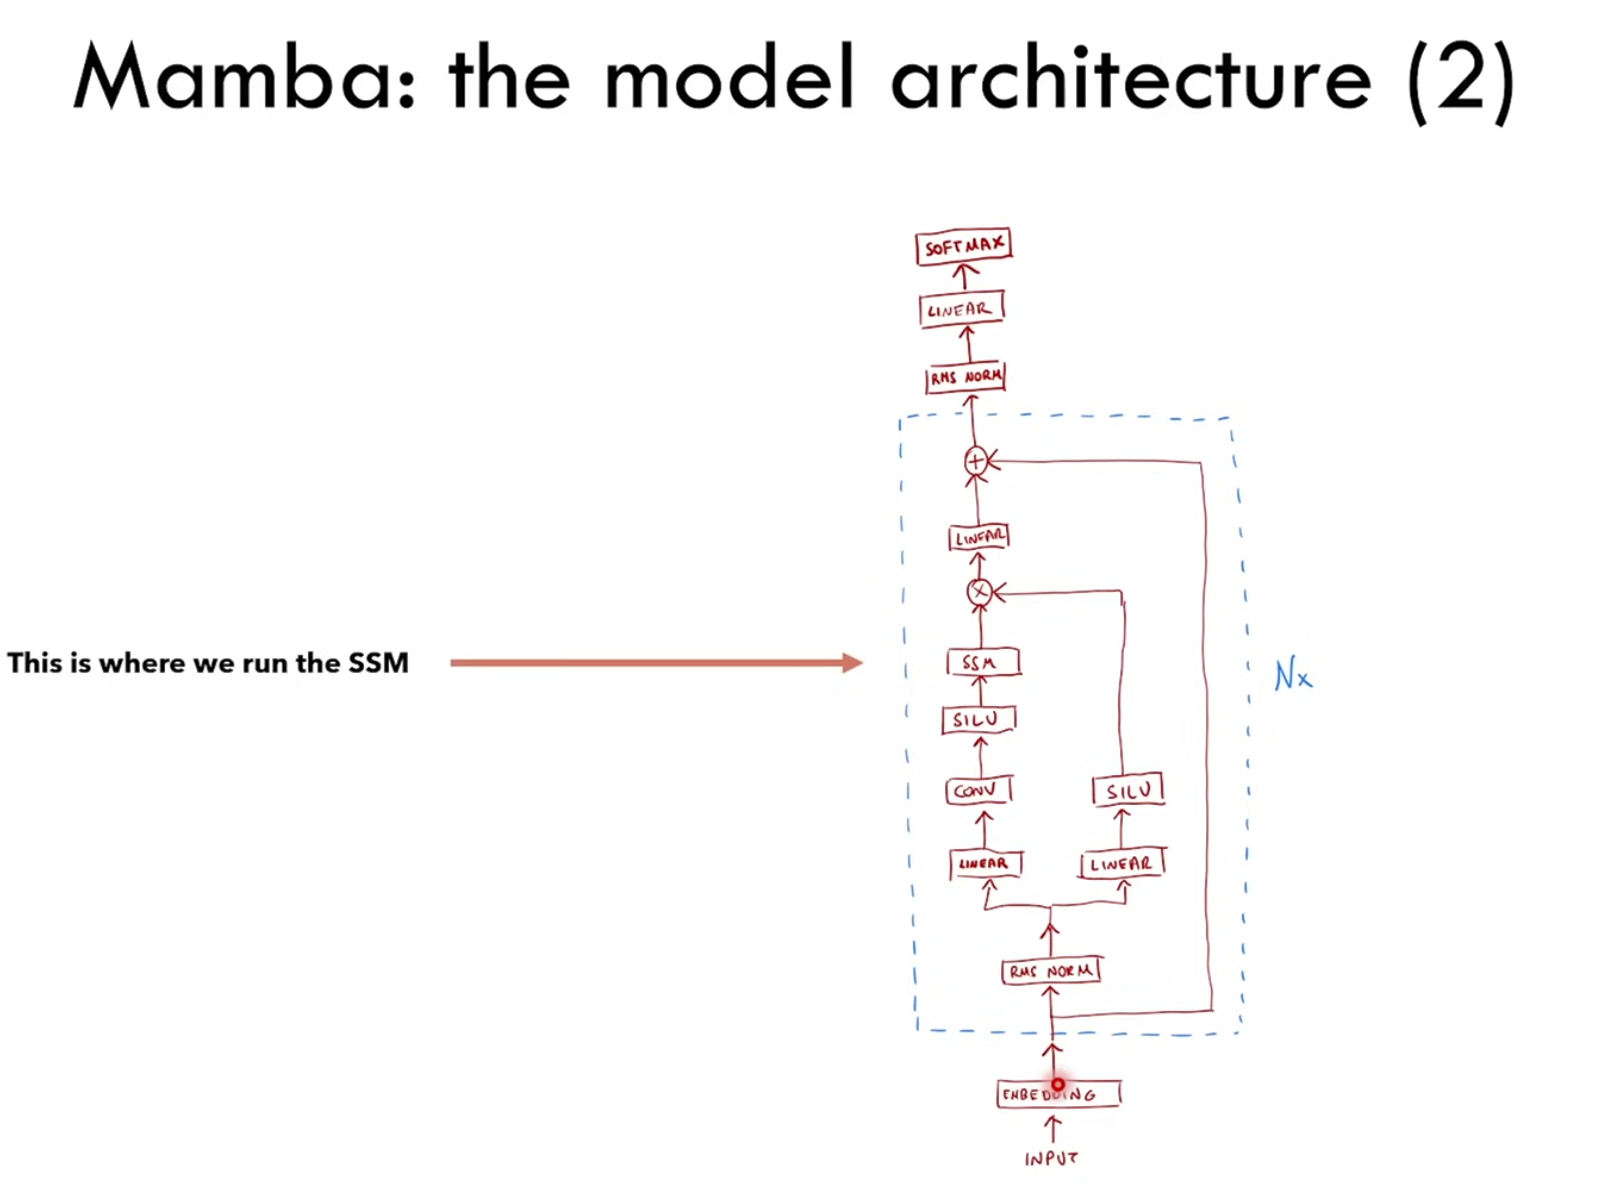 Mamba: the model architecture (2)
SOFTMAX
LINEAR
RMS NORM
LINEAR
This is where we run the SSM
SSM
Nx
SILU
CONV
SILU
LINEAR
LINEAR
RMS NORM
EMBEDDING
INPUT